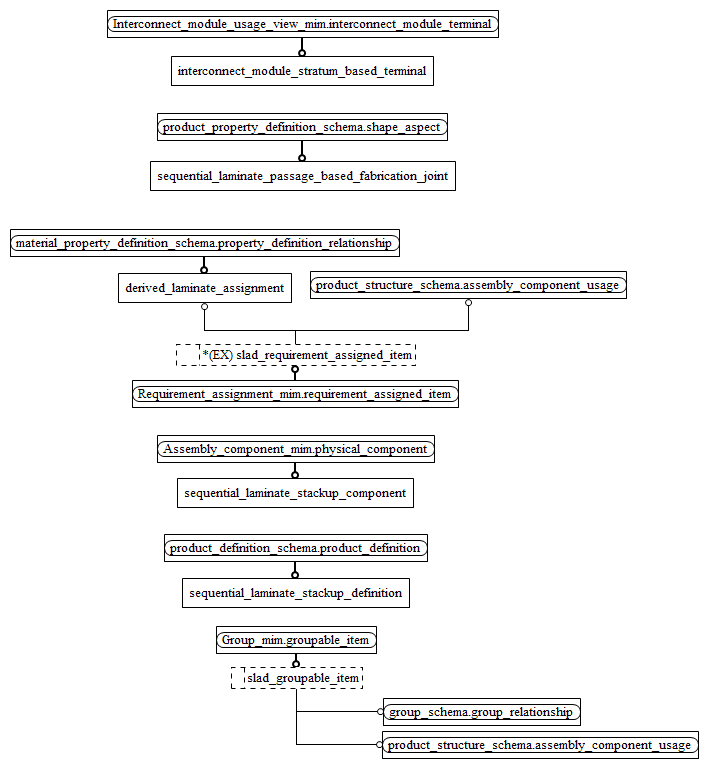 Interconnect_module_usage_view_mim.interconnect_module_terminal
interconnect_module_stratum_based_terminal
product_property_definition_schema.shape_aspect
sequential_laminate_passage_based_fabrication_joint
material_property_definition_schema.property_definition_relationship
derived_laminate_assignment
product_structure_schema.assembly_component_usage
*(EX) slad_requirement_assigned_item
Requirement_assignment_mim.requirement_assigned_item
Assembly_component_mim.physical_component
sequential_laminate_stackup_component
product_definition_schema.product_definition
sequential_laminate_stackup_definition
Group_mim.groupable_item
slad_groupable_item
group_schema.group_relationship
product_structure_schema.assembly_component_usage